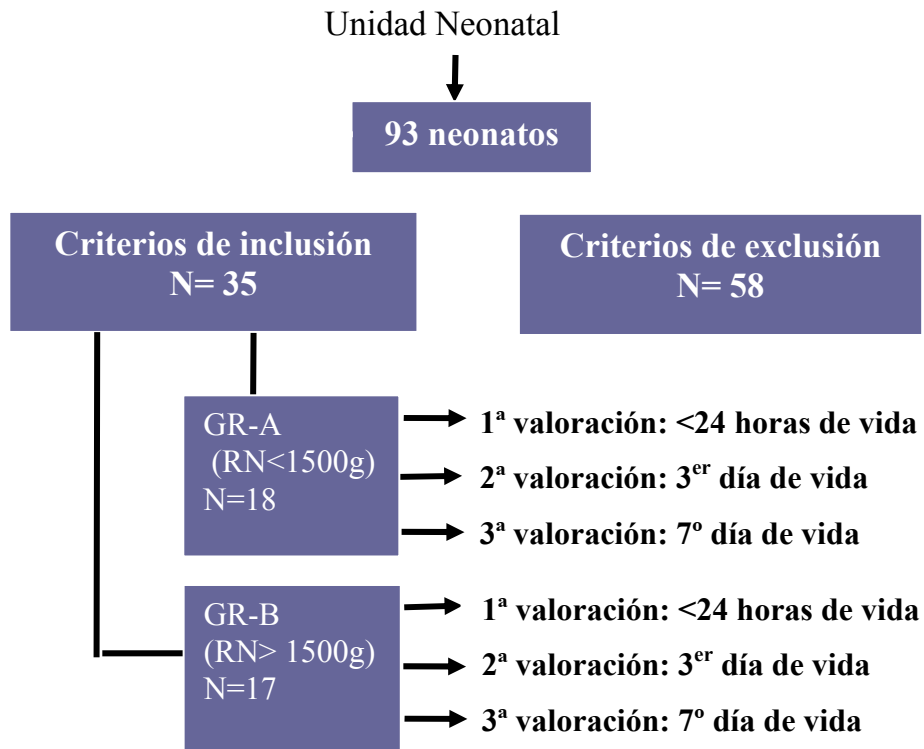 Unidad Neonatal
93 neonatos
Criterios de inclusión
N= 35
Criterios de exclusión
N= 58
GR-A
(RN<1500g)
N=18
1ª valoración: <24 horas de vida
2ª valoración: 3er día de vida
3ª valoración: 7º día de vida
GR-B
(RN> 1500g)
N=17
1ª valoración: <24 horas de vida
2ª valoración: 3er día de vida
3ª valoración: 7º día de vida